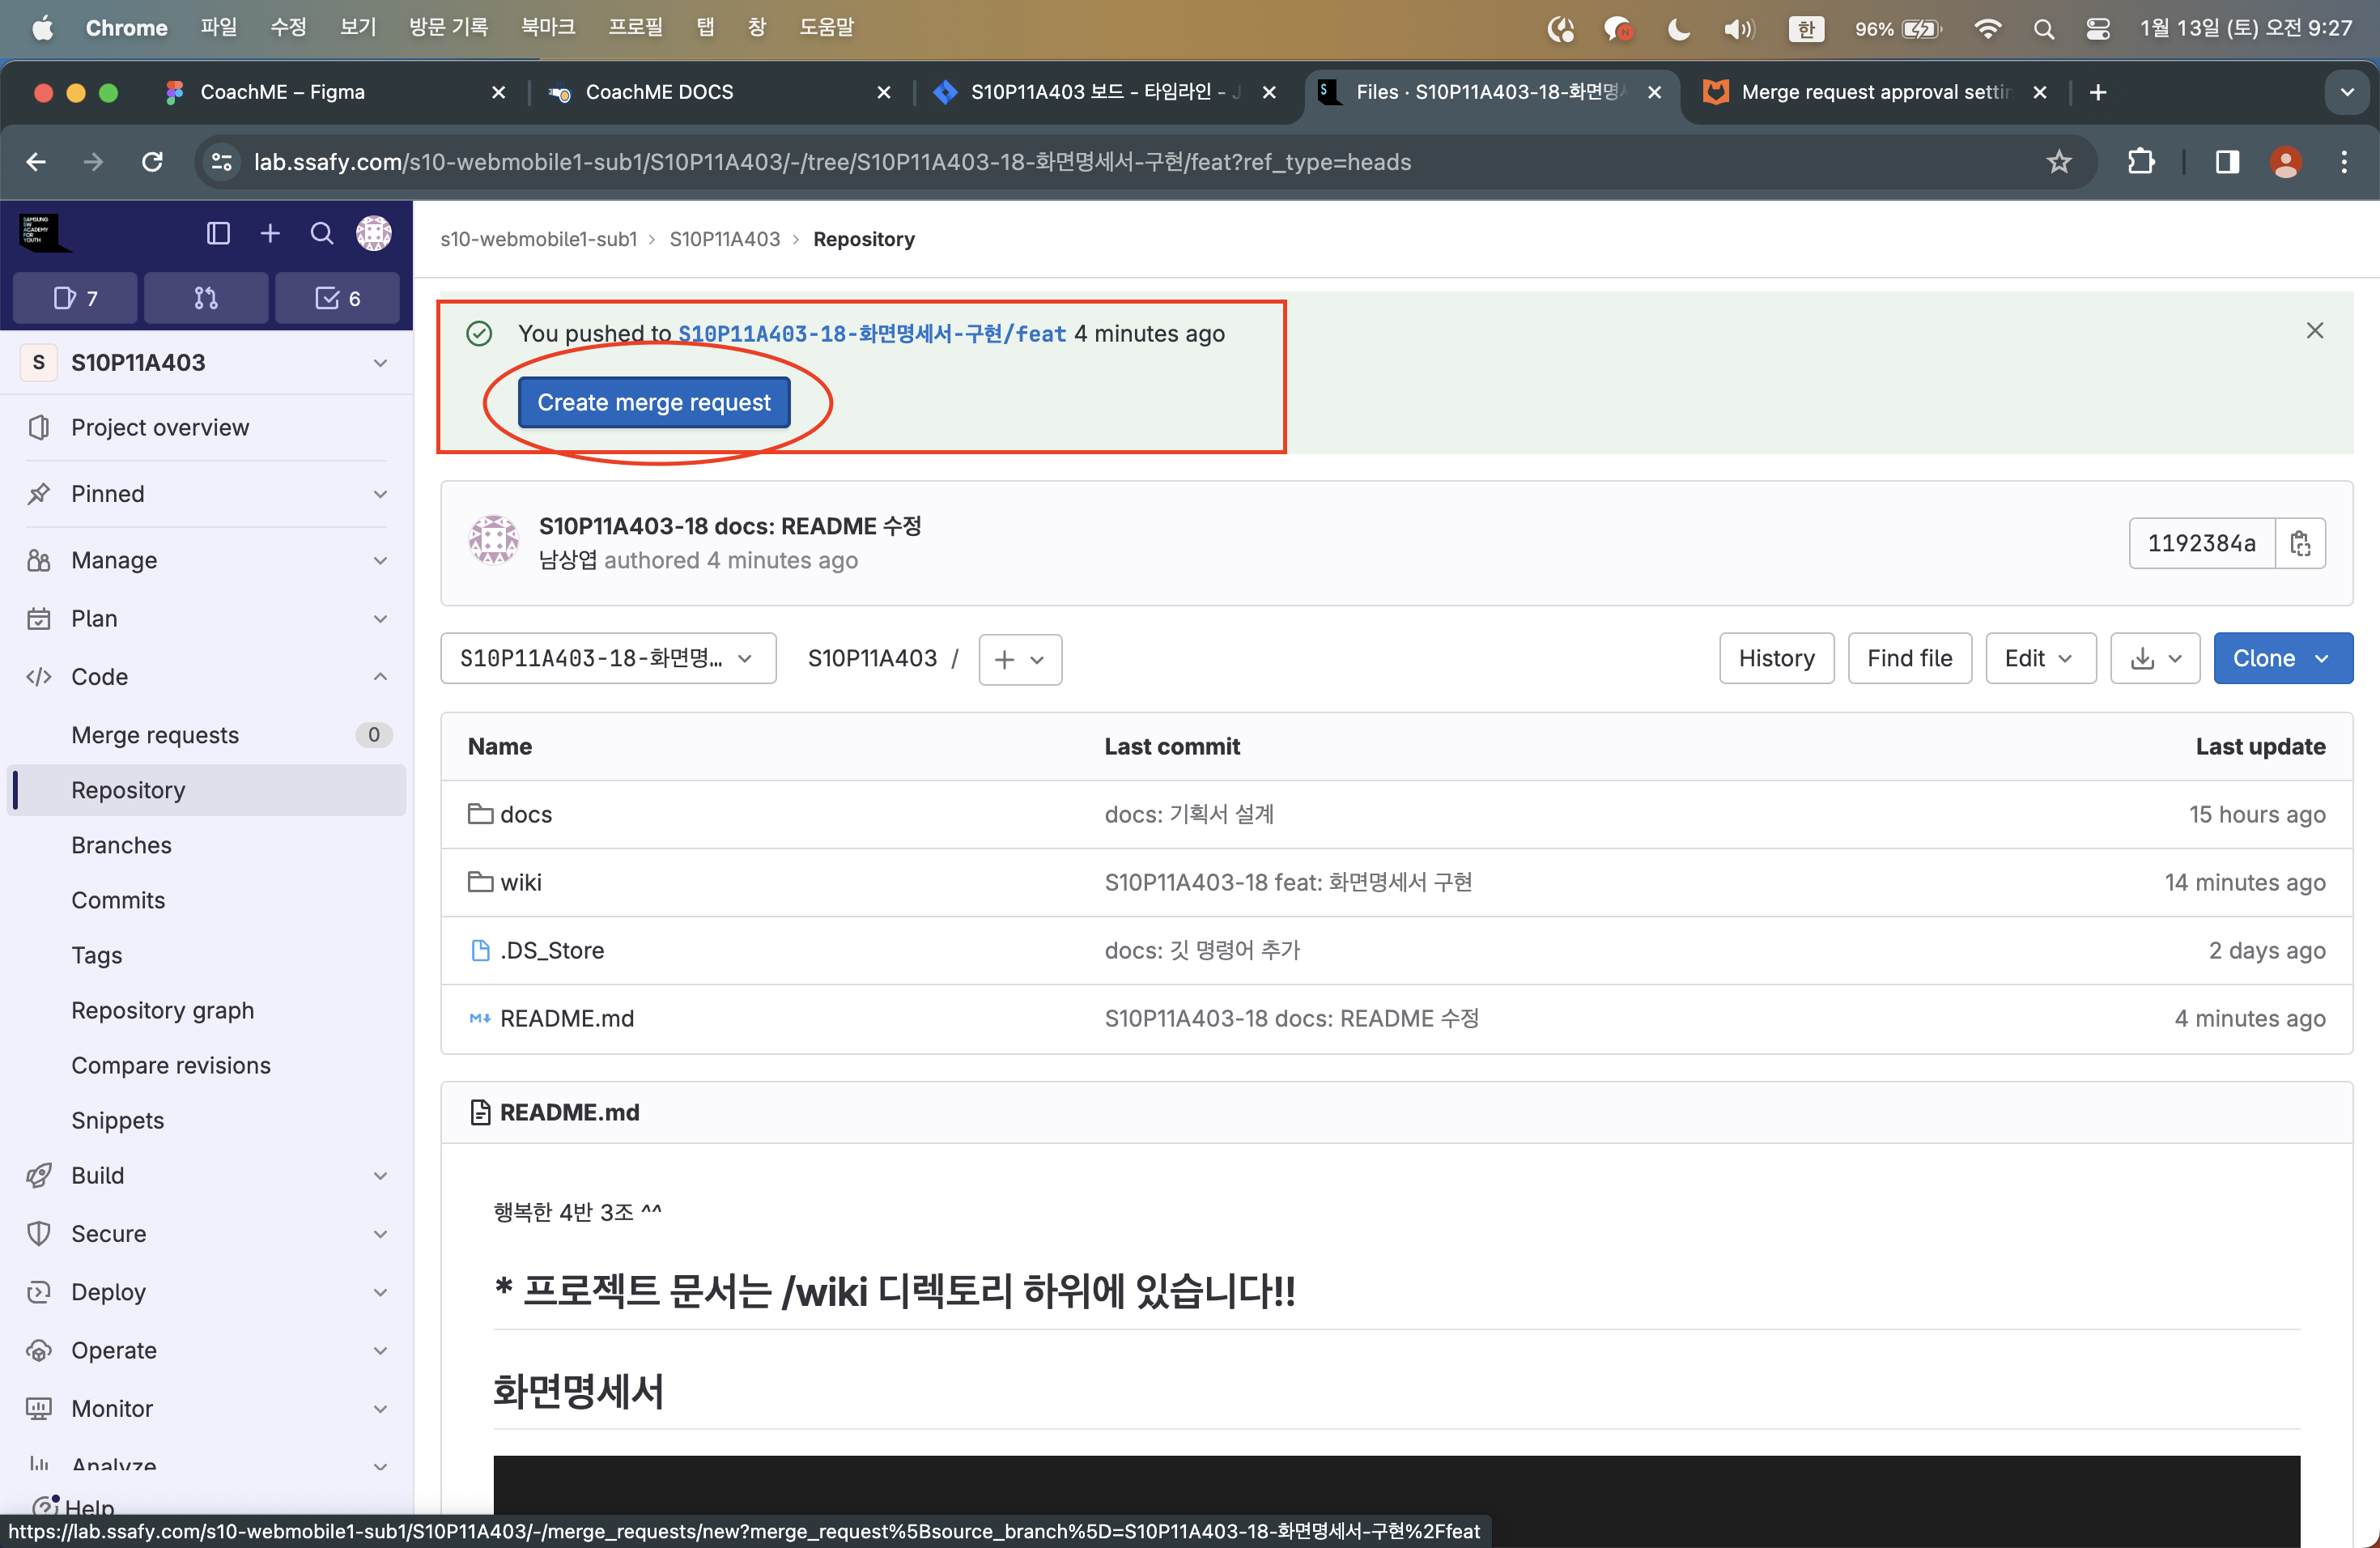 Chrome 파일 수정 보기 방문 기록 북마크 프로필 탭 창 도움말 한 96% 1월 13일 (토) 오전 9:27
CoachME – Figma CoachME DOCS S10P11A403 보드 - 타임라인 - J Files · S10P11A403-18-화면명 Merge request approval settin
lab.ssafy.com/s10-webmobile1-sub1/S10P11A403/-/tree/S10P11A403-18-화면명세서-구현/feat?ref_type=heads
SAMSUNG
SW
ACADEMY
FOR
YOUTH
7 6
S S10P11A403
Project overview
Pinned
Manage
Plan
Code
Merge requests 0
Repository
Branches
Commits
Tags
Repository graph
Compare revisions
Snippets
Build
Secure
Deploy
Operate
Monitor
Analyze
Help
s10-webmobile1-sub1 › S10P11A403 › Repository
You pushed to S10P11A403-18-화면명세서-구현/feat 4 minutes ago
Create merge request
S10P11A403-18 docs: README 수정
남상엽 authored 4 minutes ago
1192384a
S10P11A403-18-화면명… S10P11A403 / + History Find file Edit Clone
Name Last commit Last update
docs docs: 기획서 설계 15 hours ago
wiki S10P11A403-18 feat: 화면명세서 구현 14 minutes ago
.DS_Store docs: 깃 명령어 추가 2 days ago
README.md S10P11A403-18 docs: README 수정 4 minutes ago
README.md
행복한 4반 3조 ^^
* 프로젝트 문서는 /wiki 디렉토리 하위에 있습니다!!
화면명세서
https://lab.ssafy.com/s10-webmobile1-sub1/S10P11A403/-/merge_requests/new?merge_request%5Bsource_branch%5D=S10P11A403-18-화면명세서-구현%2Ffeat